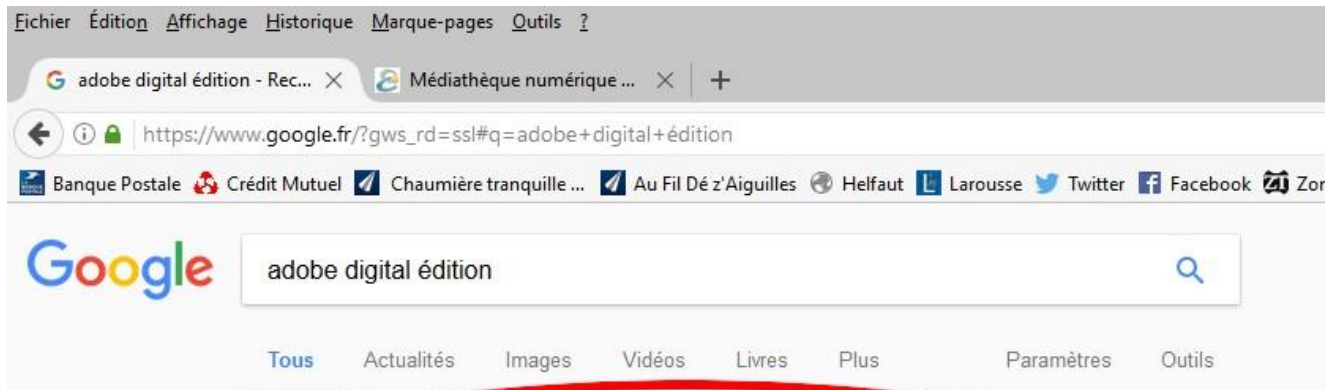 Fichier Édition Affichage Historique Marque-pages Outils ?
adobe digital édition - Rec... Médiathèque numériq ...
https://www.google.fr/?gws_rd=ssl#q=adobe+digital+édition
Banque Postale Crédit Mutuel Chaumière tranquille ... Au Fil Dé z'Aiguilles Helfaut Larousse Twitter Facebook Zor
Google adobe digital édition
Tous Actualités Images Vidéos Livres Plus Paramètres Outils